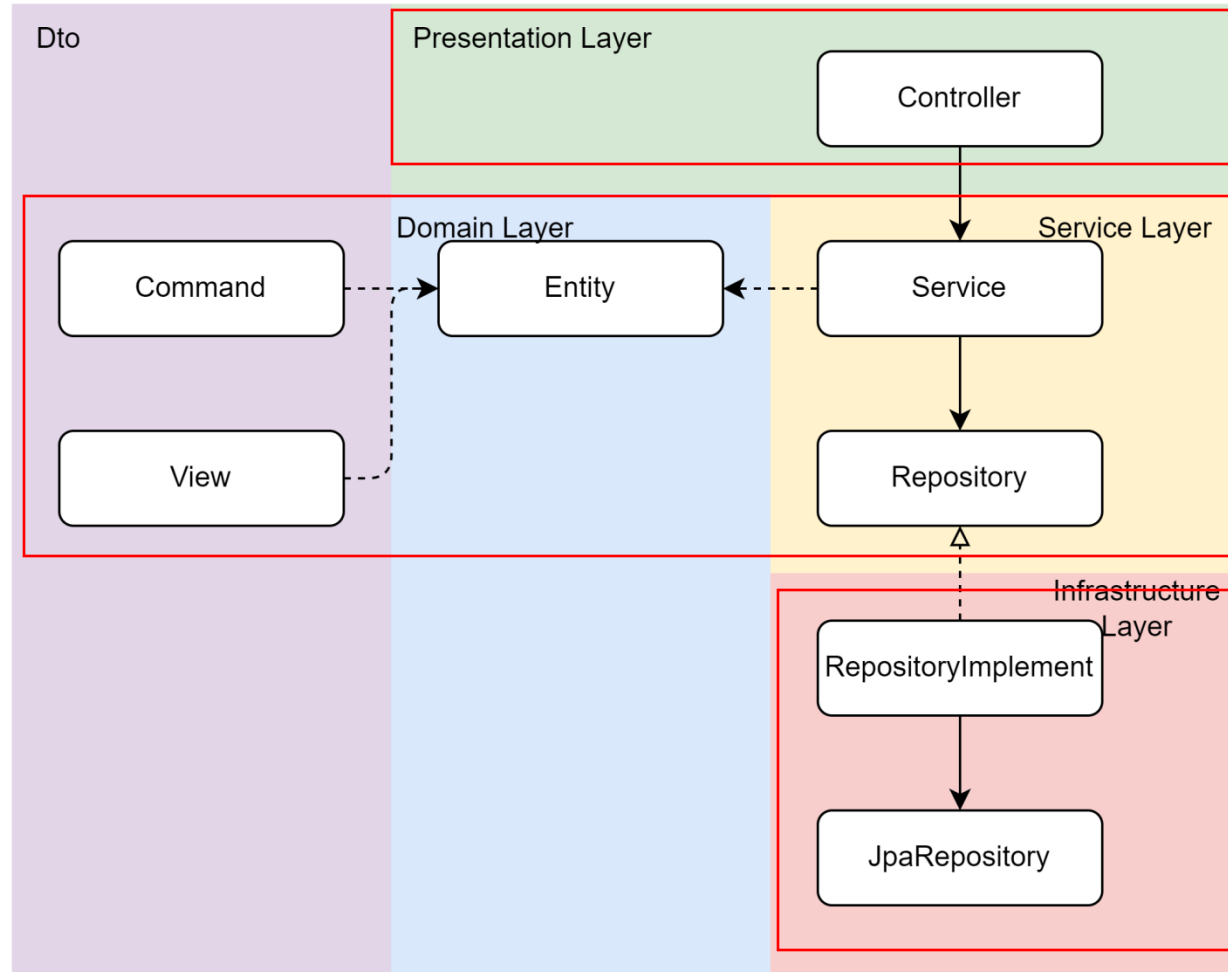 Dto
Presentation Layer
Controller
Domain Layer
Service Layer
Command
Entity
Service
View
Repository
Infrastructure
Layer
RepositoryImplement
JpaRepository